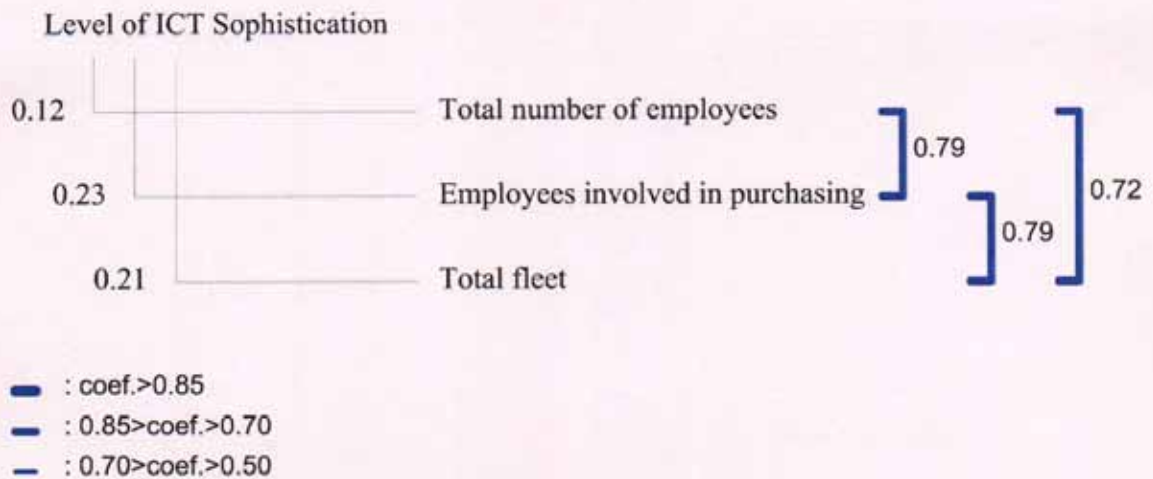 Level of ICT Sophistication
0.12 Total number of employees 0.79
0.23 Employees involved in purchasing 0.79 0.72
0.21 Total fleet
: coef.>0.85
: 0.85>coef.>0.70
: 0.70>coef.>0.50